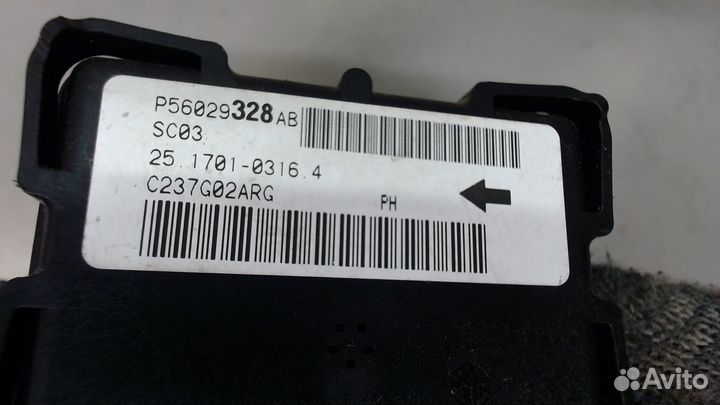 P56029328AB
SC03
25.1701-0316.4
C237G02ARG
PH
Avito